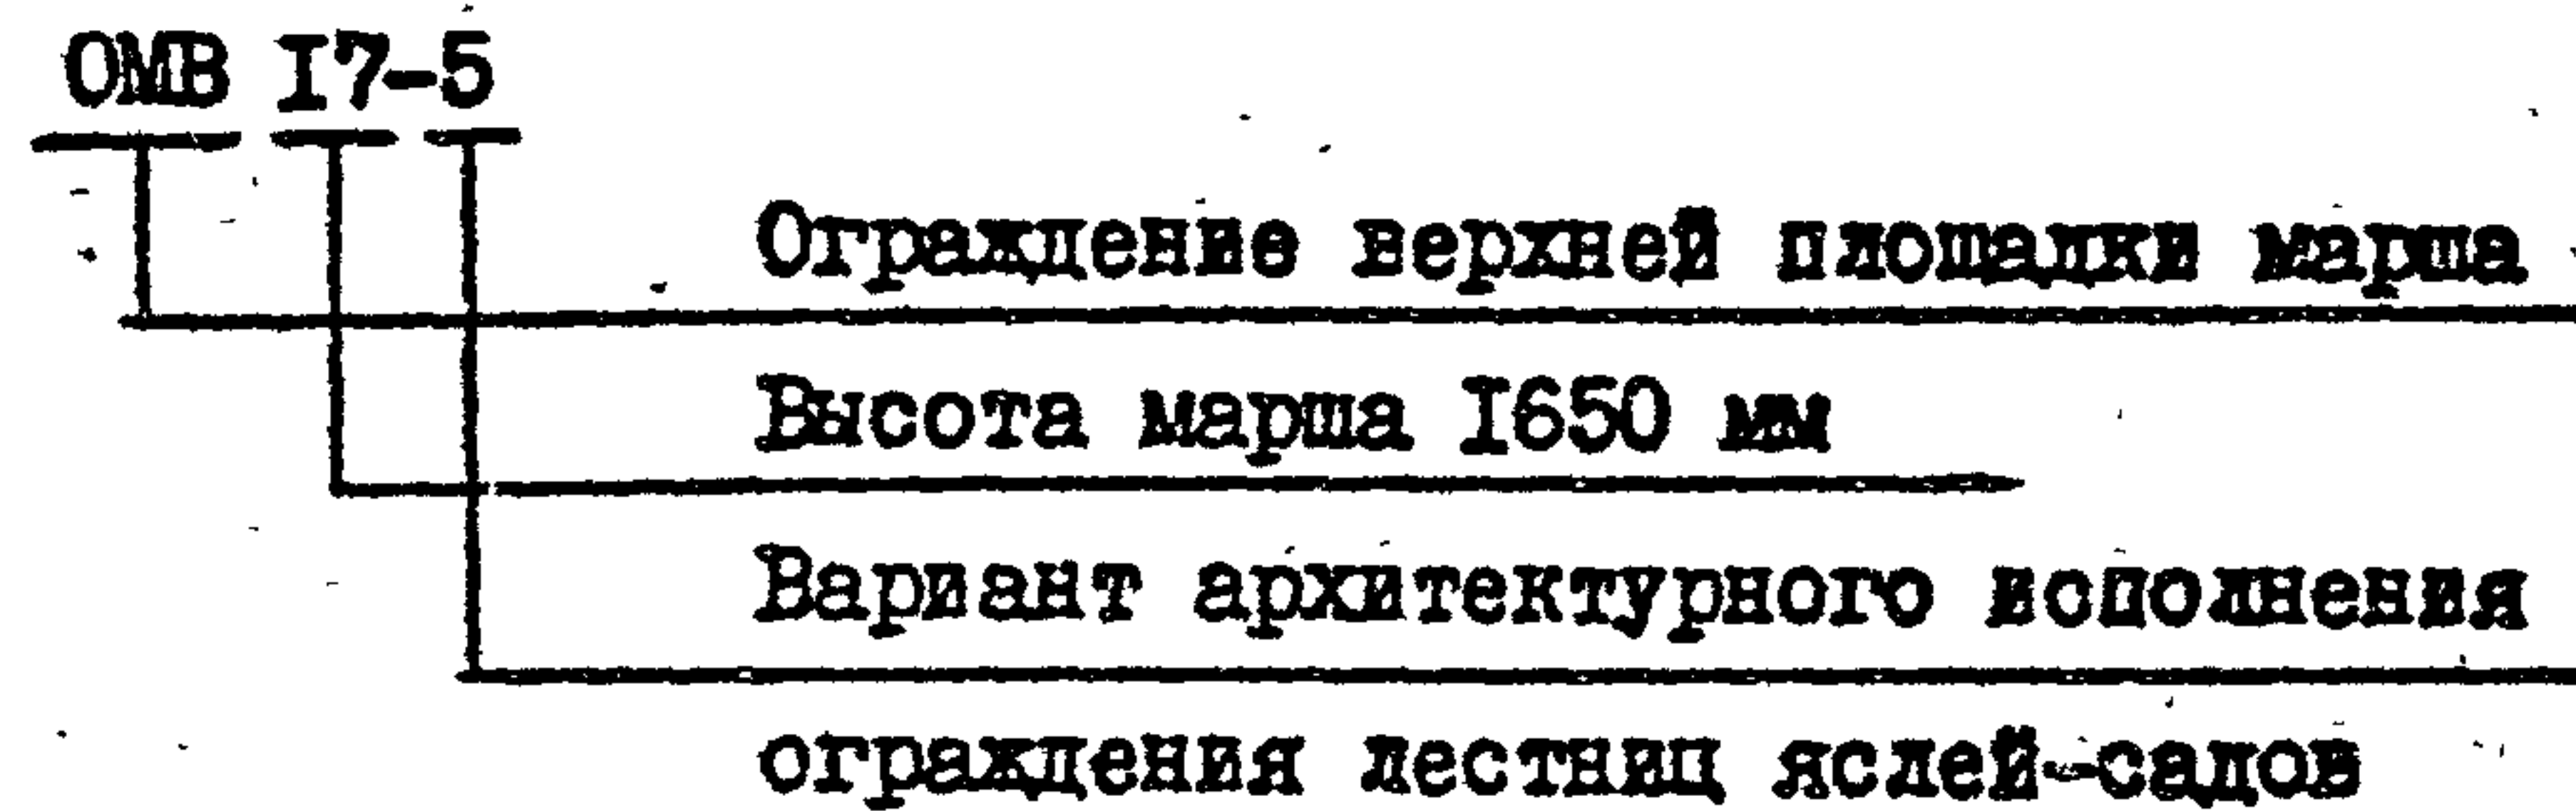 ОМВ 17-5
Ограждение верхней площадки марша
Высота марша 1650 мм
Вариант архитектурного исполнения
ограждения лестниц яслей-садов